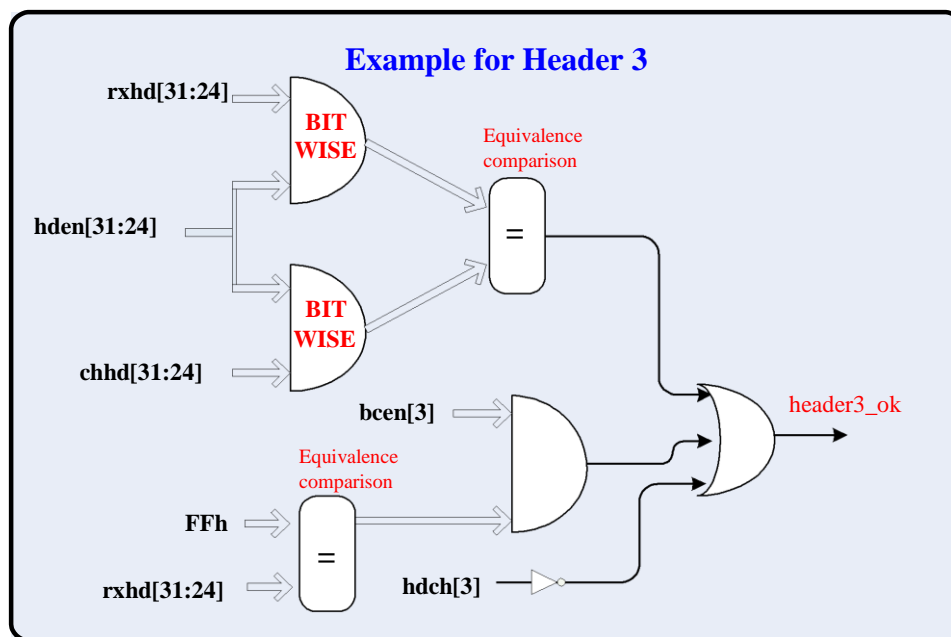 Example for Header 3
rxhd[31:24]
BIT
WISE
Equivalence
comparison
hden[31:24]
=
BIT
WISE
chhd[31:24]
bcen[3]
header3_ok
Equivalence
comparison
FFh
=
rxhd[31:24]
hdch[3]